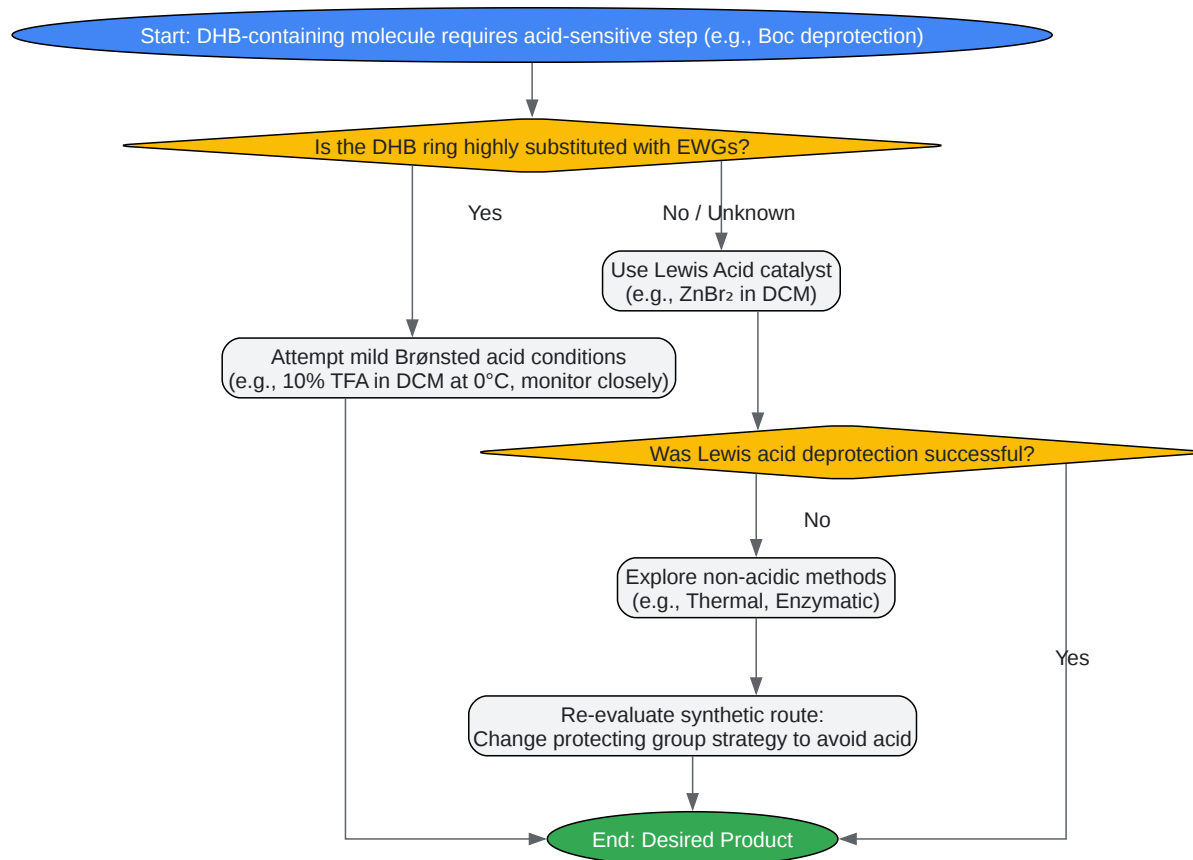 Start: DHB-containing molecule requires acid-sensitive step (e.g., Boc deprotection)
Is the DHB ring highly substituted with EWGs?
Yes
No / Unknown
Use Lewis Acid catalyst
(e.g., ZnBr₂ in DCM)
Attempt mild Brønsted acid conditions
(e.g., 10% TFA in DCM at 0°C, monitor closely)
Was Lewis acid deprotection successful?
No
Explore non-acidic methods
(e.g., Thermal, Enzymatic)
Yes
Re-evaluate synthetic route:
Change protecting group strategy to avoid acid
End: Desired Product